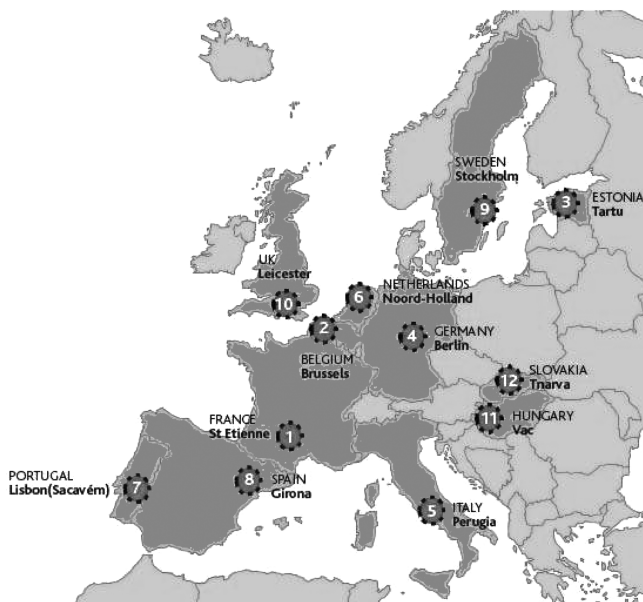 SWEDEN
Stockholm
9
3
ESTONIA
Tartu
UK
Leicester
10
6
NETHERLANDS
Noord-Holland
2
BELGIUM
Brussels
4
GERMANY
Berlin
12
SLOVAKIA
Tnarva
11
HUNGARY
Vac
FRANCE
St Etienne
1
PORTUGAL
Lisbon(Sacavém)
7
8
SPAIN
Girona
5
ITALY
Perugia